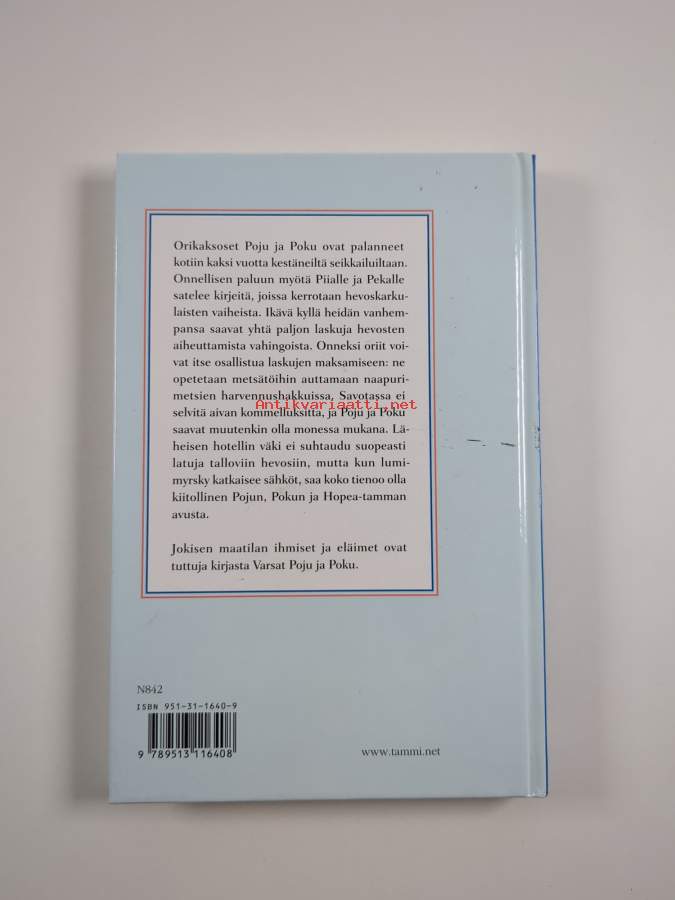 Orikaksoset Poju ja Poku ovat palanneet
kotiin kaksi vuotta kestäneiltä seikkailuiltaan.
Onnellisen paluun myötä Piialle ja Pekalle
satelee kirjeitä, joissa kerrotaan hevoskarku-
laisten vaiheista. Ikävä kyllä heidän vanhem-
pansa saavat yhtä paljon laskuja hevosten
aiheuttamista vahingoista. Onneksi oriit voi-
vat itse osallistua laskujen maksamiseen: ne
opetetaan metsätöihin auttamaan naapuri-
metsien harvennushakkuissa. Savotassa ei
Antikvariaatti.net
selvitä aivan kommelluksitta, ja Poju ja Poku
saavat muutenkin olla monessa mukana. Lä-
heisen hotellin väki ei suhtaudu suopeasti
latuja talloviin hevosiin, mutta kun lumi-
myrsky katkaisee sähköt, saa koko tienoo olla
kiitollinen Pojun, Pokun ja Hopea-tamman
avusta.
Jokisen maatilan ihmiset ja eläimet ovat
tuttuja kirjasta Varsat Poju ja Poku.
N842
ISBN 951-31-1640-9
9 789513 116408
www.tammi.net